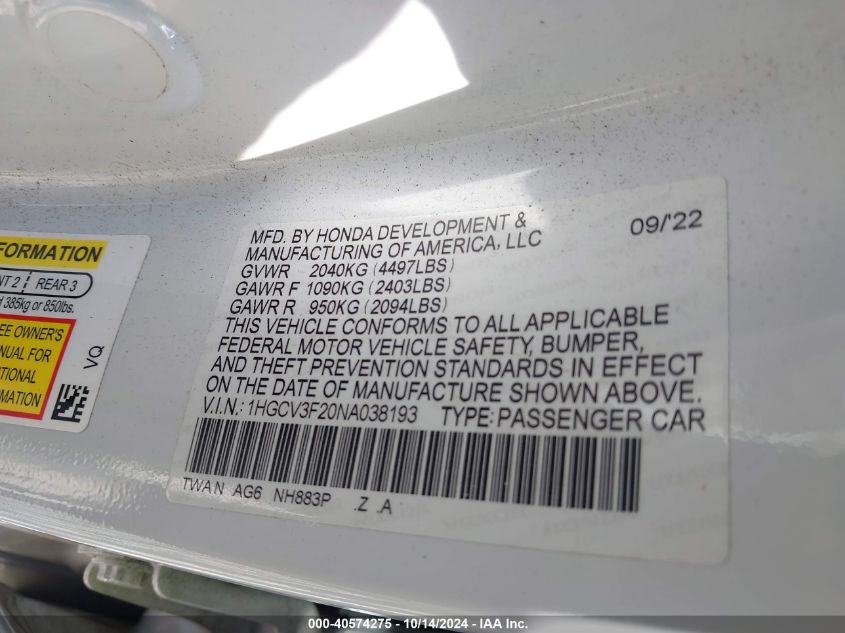 FORMATION
NT 2 REAR 3
385kg or 850lbs.
EE OWNER'S
NUAL FOR
TIONAL
RMATION
VQ
MFD. BY HONDA DEVELOPMENT & 09/'22
MANUFACTURING OF AMERICA, LLC
GVWR 2040KG (4497LBS)
GAWR F 1090KG (2403LBS)
GAWR R 950KG (2094LBS)
THIS VEHICLE CONFORMS TO ALL APPLICABLE
FEDERAL MOTOR VEHICLE SAFETY, BUMPER,
AND THEFT PREVENTION STANDARDS IN EFFECT
ON THE DATE OF MANUFACTURE SHOWN ABOVE.
V.I.N.: 1HGCV3F20NA038193 TYPE: PASSENGER CAR
TWAN AG6 NH883P .Z .A
000-40574275 - 10/14/2024 - IAA Inc.